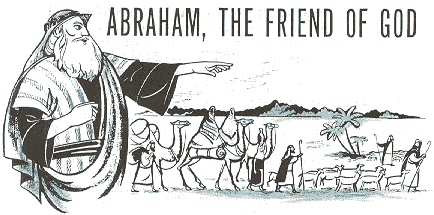 ABRAHAM, THE FRIEND OF GOD